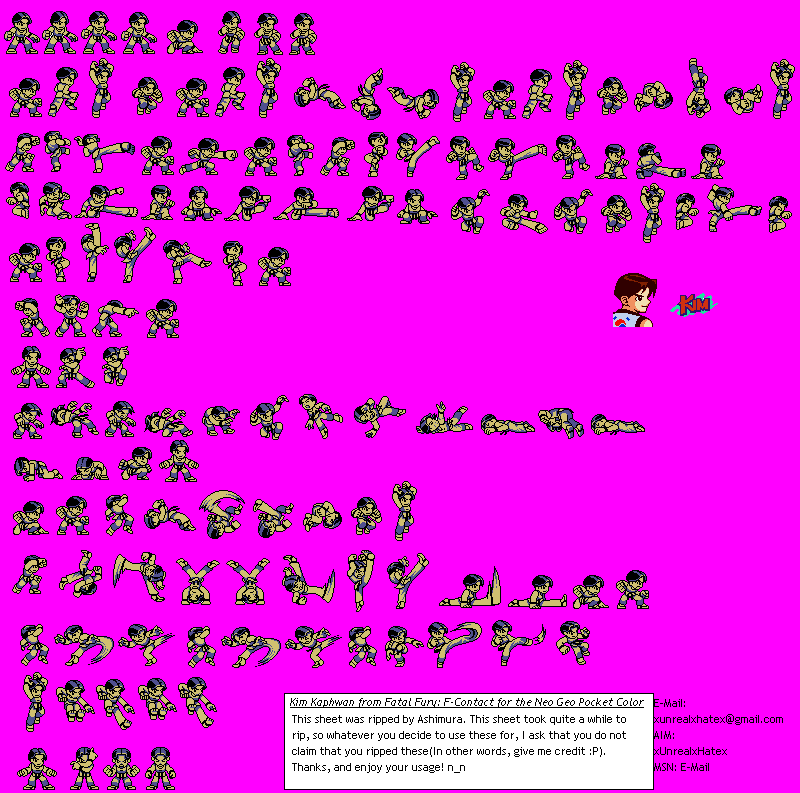 KIM
Kim Kaphwan from Fatal Fury: F-Contact for the Neo Geo Pocket Color
This sheet was ripped by Ashimura. This sheet took quite a while to
rip, so whatever you decide to use these for, I ask that you do not
claim that you ripped these(In other words, give me credit :P).
Thanks, and enjoy your usage! n_n
E-Mail:
xunrealxhatex@gmail.com
AIM:
xUnrealxHatex
MSN: E-Mail